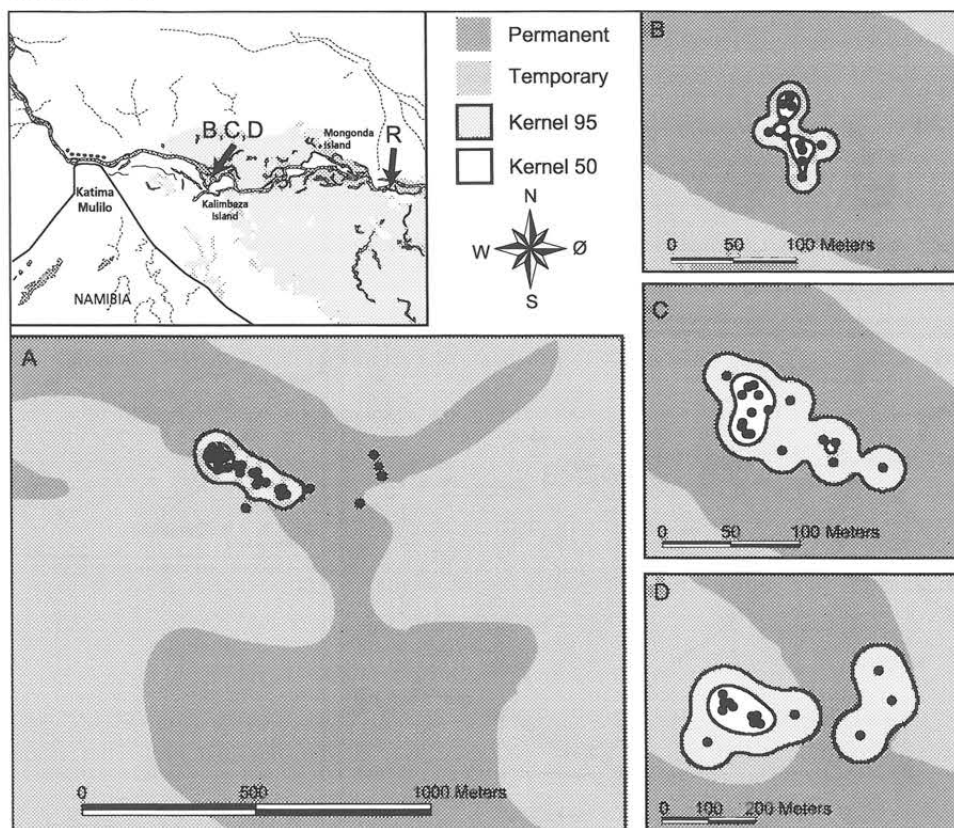 B,C,D
Mongonda
Island
R
Katima
Mulilo
Kalimbaza
Island
NAMIBIA
Permanent
Temporary
Kernel 95
Kernel 50
N
W Ø
S
B
0 50 100 Meters
C
0 50 100 Meters
A
0 500 1000 Meters
D
0 100 200 Meters